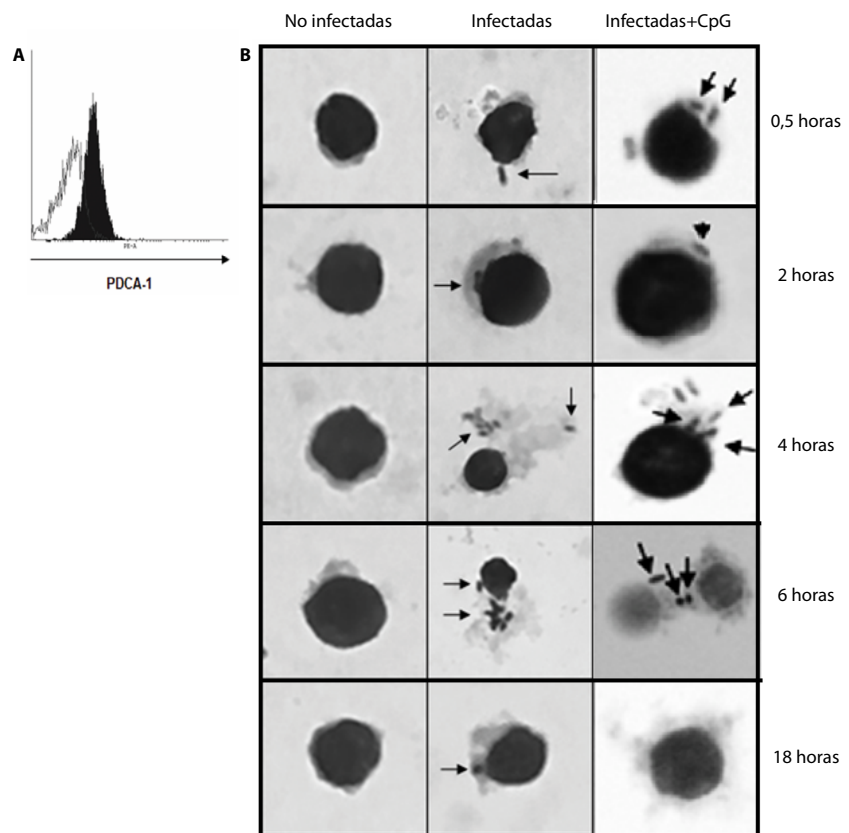 No infectadas
Infectadas
Infectadas+CpG
A
B
0,5 horas
PDCA-1
2 horas
4 horas
6 horas
18 horas